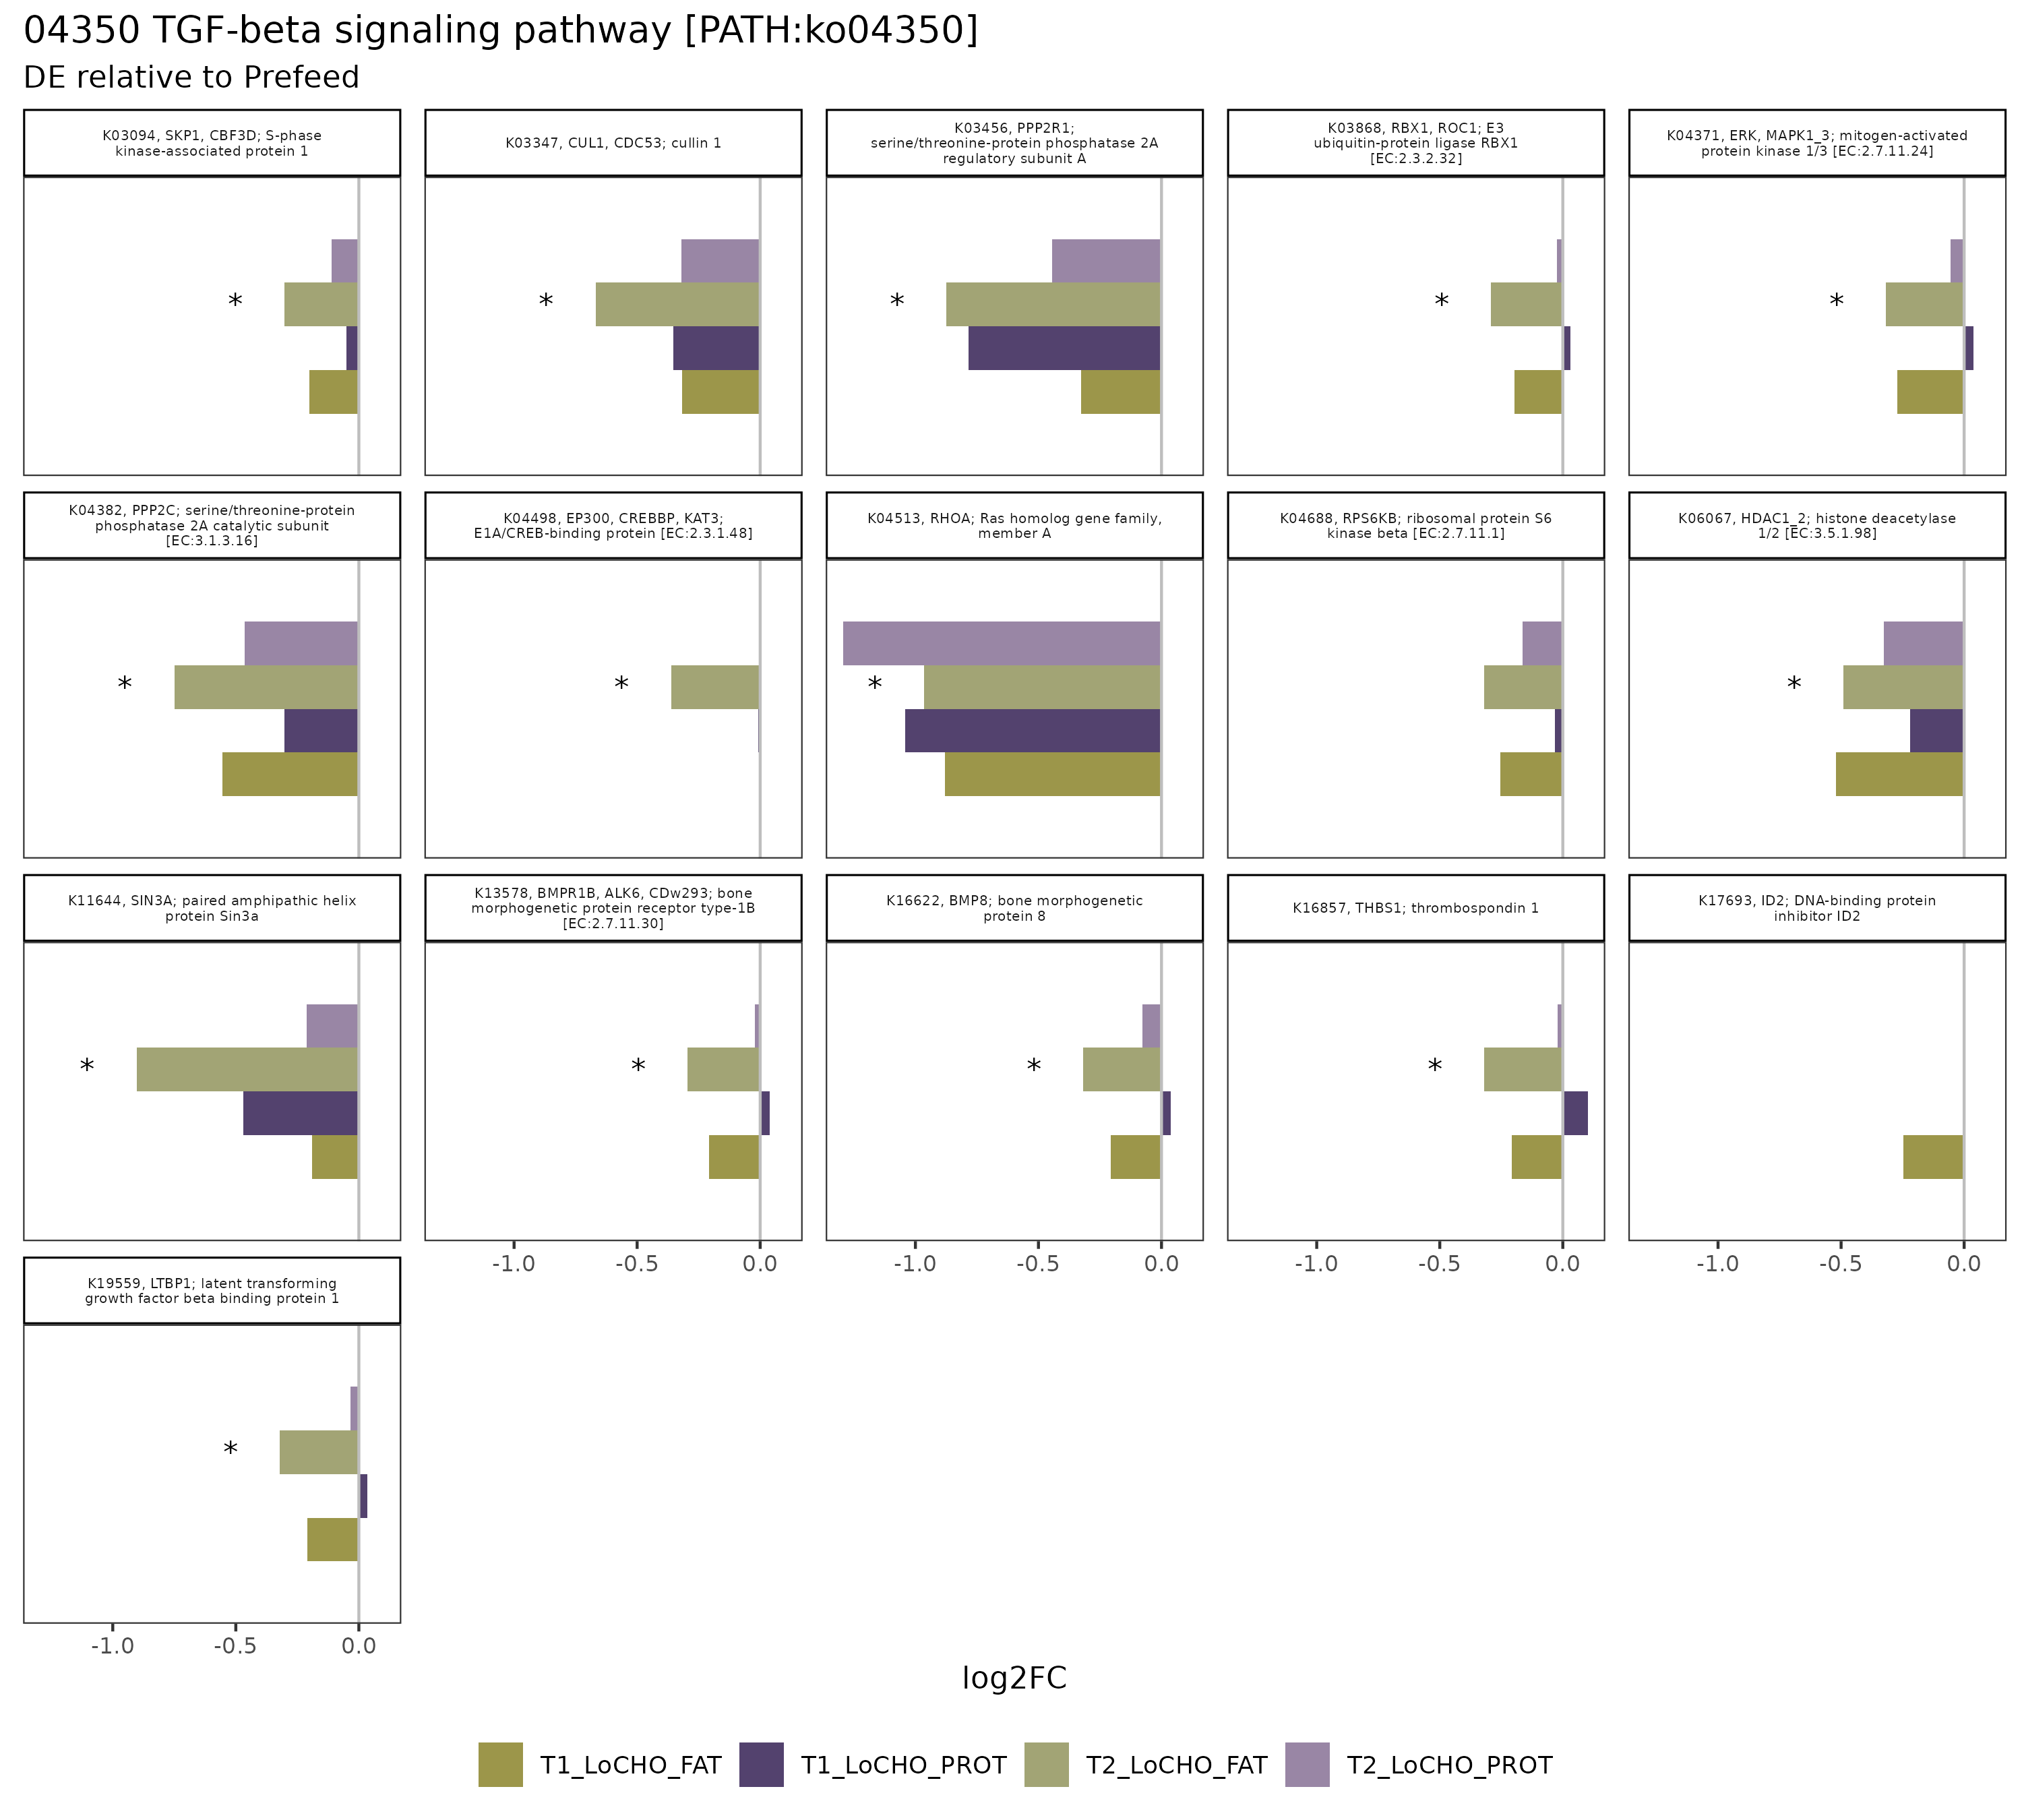 04350 TGF-beta signaling pathway [PATH:ko04350]
DE relative to Prefeed
K03094, SKP1, CBF3D; S-phase
kinase-associated protein 1
K03347, CUL1, CDC53; cullin 1
K03456, PPP2R1;
serine/threonine-protein phosphatase 2A
regulatory subunit A
K03868, RBX1, ROC1; E3
ubiquitin-protein ligase RBX1
[EC:2.3.2.32]
K04371, ERK, MAPK1_3; mitogen-activated
protein kinase 1/3 [EC:2.7.11.24]
*
*
*
*
*
K04382, PPP2C; serine/threonine-protein
phosphatase 2A catalytic subunit
[EC:3.1.3.16]
K04498, EP300, CREBBP, KAT3;
E1A/CREB-binding protein [EC:2.3.1.48]
K04513, RHOA; Ras homolog gene family,
member A
K04688, RPS6KB; ribosomal protein S6
kinase beta [EC:2.7.11.1]
K06067, HDAC1_2; histone deacetylase
1/2 [EC:3.5.1.98]
*
*
*
*
K11644, SIN3A; paired amphipathic helix
protein Sin3a
K13578, BMPR1B, ALK6, CDw293; bone
morphogenetic protein receptor type-1B
[EC:2.7.11.30]
K16622, BMP8; bone morphogenetic
protein 8
K16857, THBS1; thrombospondin 1
K17693, ID2; DNA-binding protein
inhibitor ID2
*
*
*
*
-1.0 -0.5 0.0
-1.0 -0.5 0.0
-1.0 -0.5 0.0
-1.0 -0.5 0.0
K19559, LTBP1; latent transforming
growth factor beta binding protein 1
*
-1.0 -0.5 0.0
log2FC
T1_LoCHO_FAT T1_LoCHO_PROT T2_LoCHO_FAT T2_LoCHO_PROT